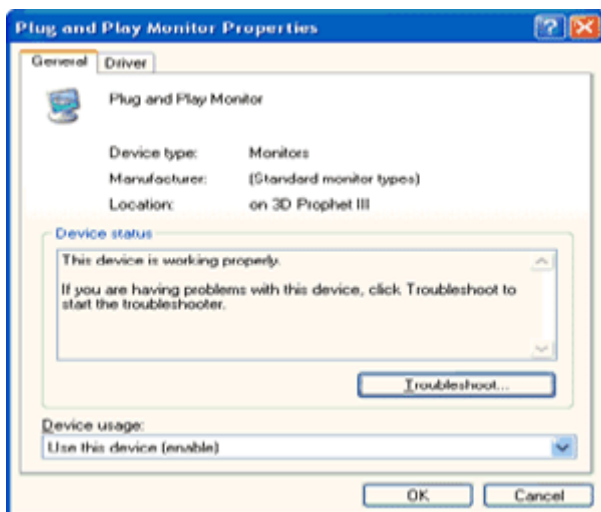 Plug and Play Monitor Properties
General Driver
Plug and Play Monitor
Device type: Monitors
Manufacturer: (Standard monitor types)
Location: on 3D Prophet III
Device status
This device is working properly.
If you are having problems with this device, click Troubleshoot to
start the troubleshooter.
Troubleshoot...
Device usage:
Use this device (enable)
OK Cancel